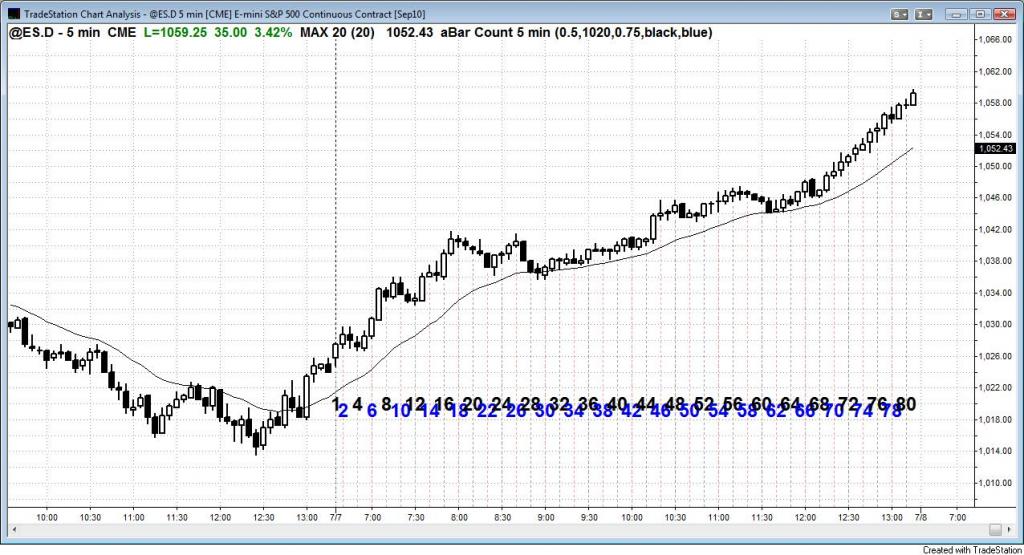 TradeStation Chart Analysis - @ES.D 5 min [CME] E-mini S&P 500 Continuous Contract [Sep10]
S I
@ES.D - 5 min CME L=1059.25 35.00 3.42% MAX 20 (20) 1052.43 aBar Count 5 min (0.5,1020,0.75,black,blue)
1,066.00
1,062.00
1,058.00
1,054.00
1,052.43
1,050.00
1,046.00
1,042.00
1,038.00
1,034.00
1,030.00
1,026.00
1,022.00
1,018.00
1,014.00
1,010.00
1 4 8 12 16 20 24 28 32 36 40 44 48 52 56 60 64 68 72 76 80
2 6 10 14 18 22 26 30 34 38 42 46 50 54 58 62 66 70 74 78
10:00 10:30 11:00 11:30 12:00 12:30 13:00 7/7 7:00 7:30 8:00 8:30 9:00 9:30 10:00 10:30 11:00 11:30 12:00 12:30 13:00 7/8 7:00
Created with TradeStation